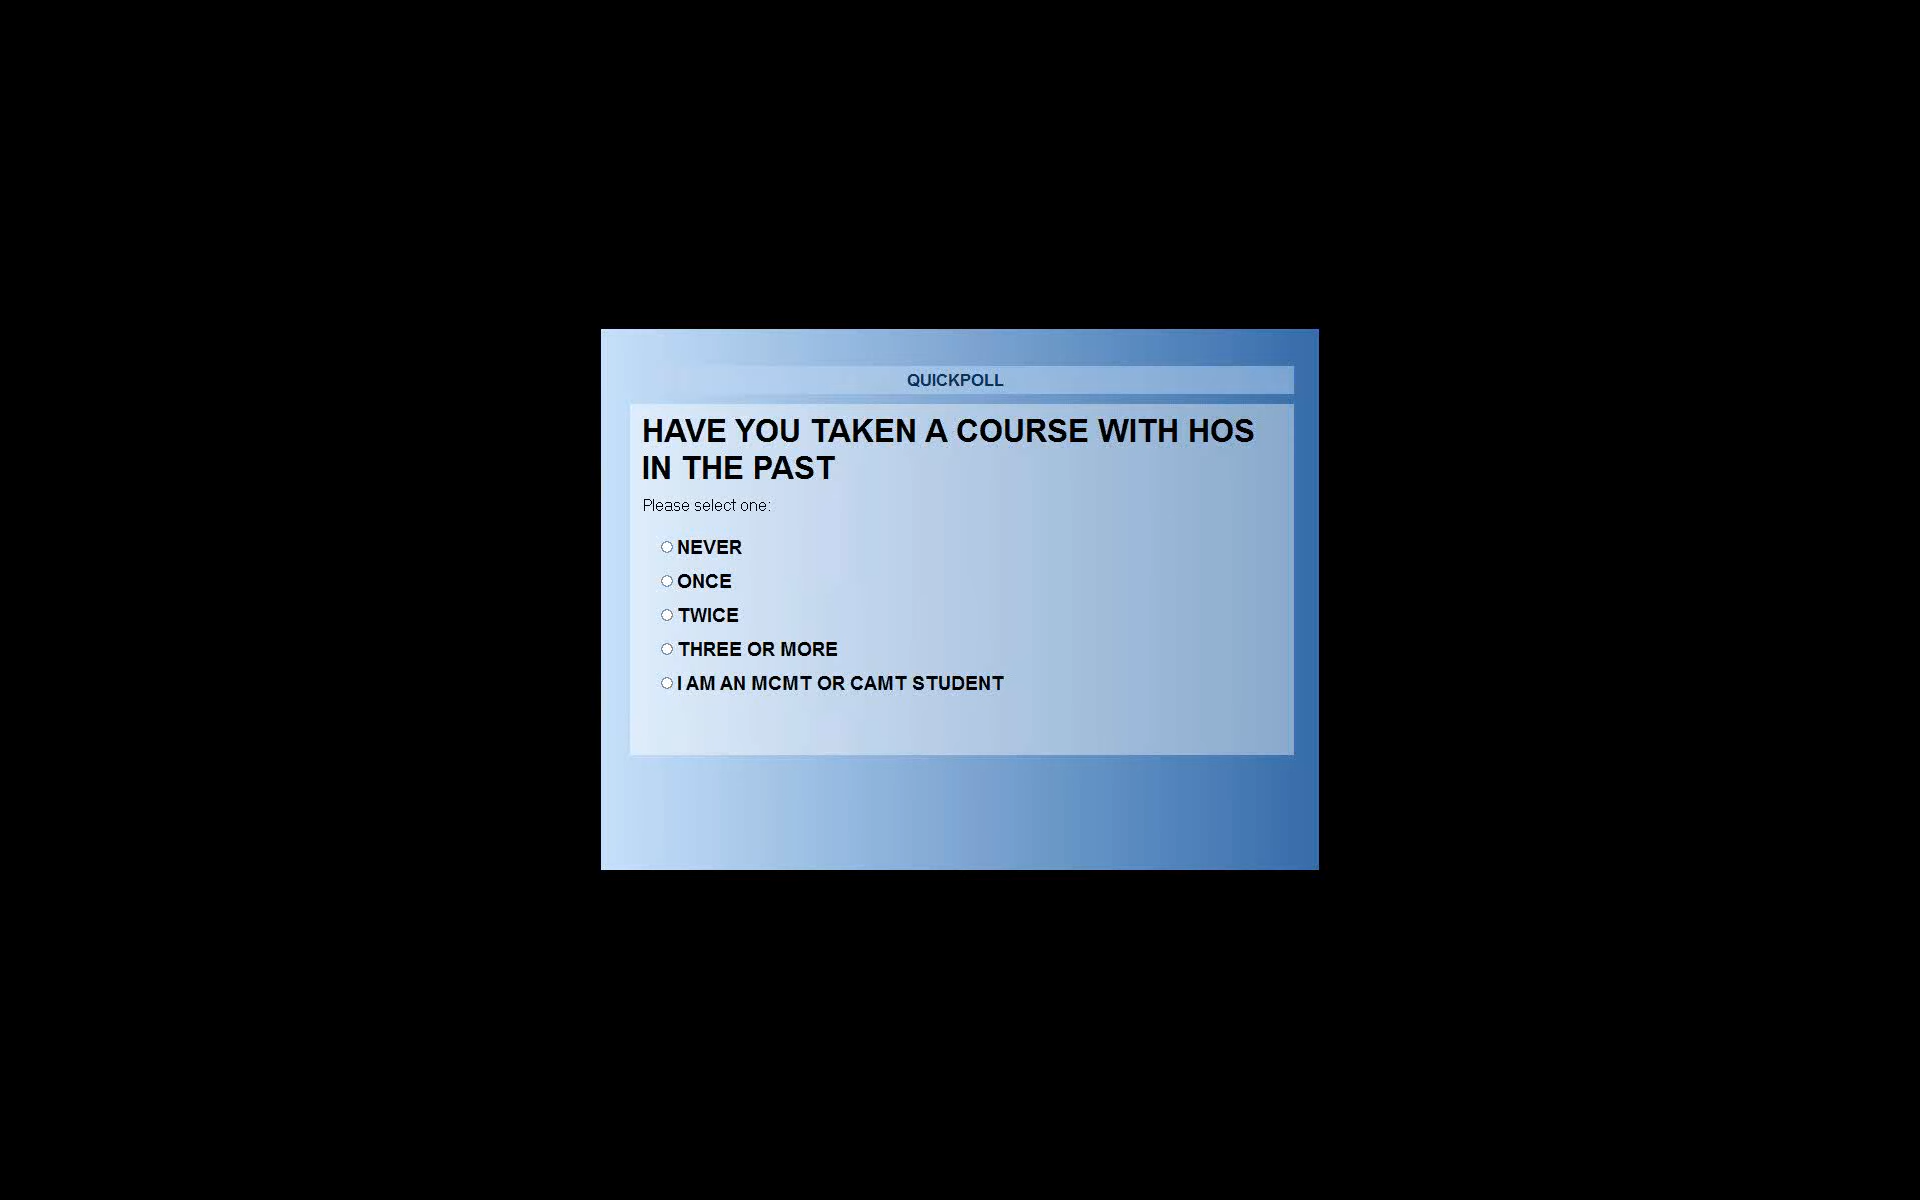 QUICKPOLL
HAVE YOU TAKEN A COURSE WITH HOS
IN THE PAST
Please select one:
NEVER
ONCE
TWICE
THREE OR MORE
I AM AN MCMT OR CAMT STUDENT